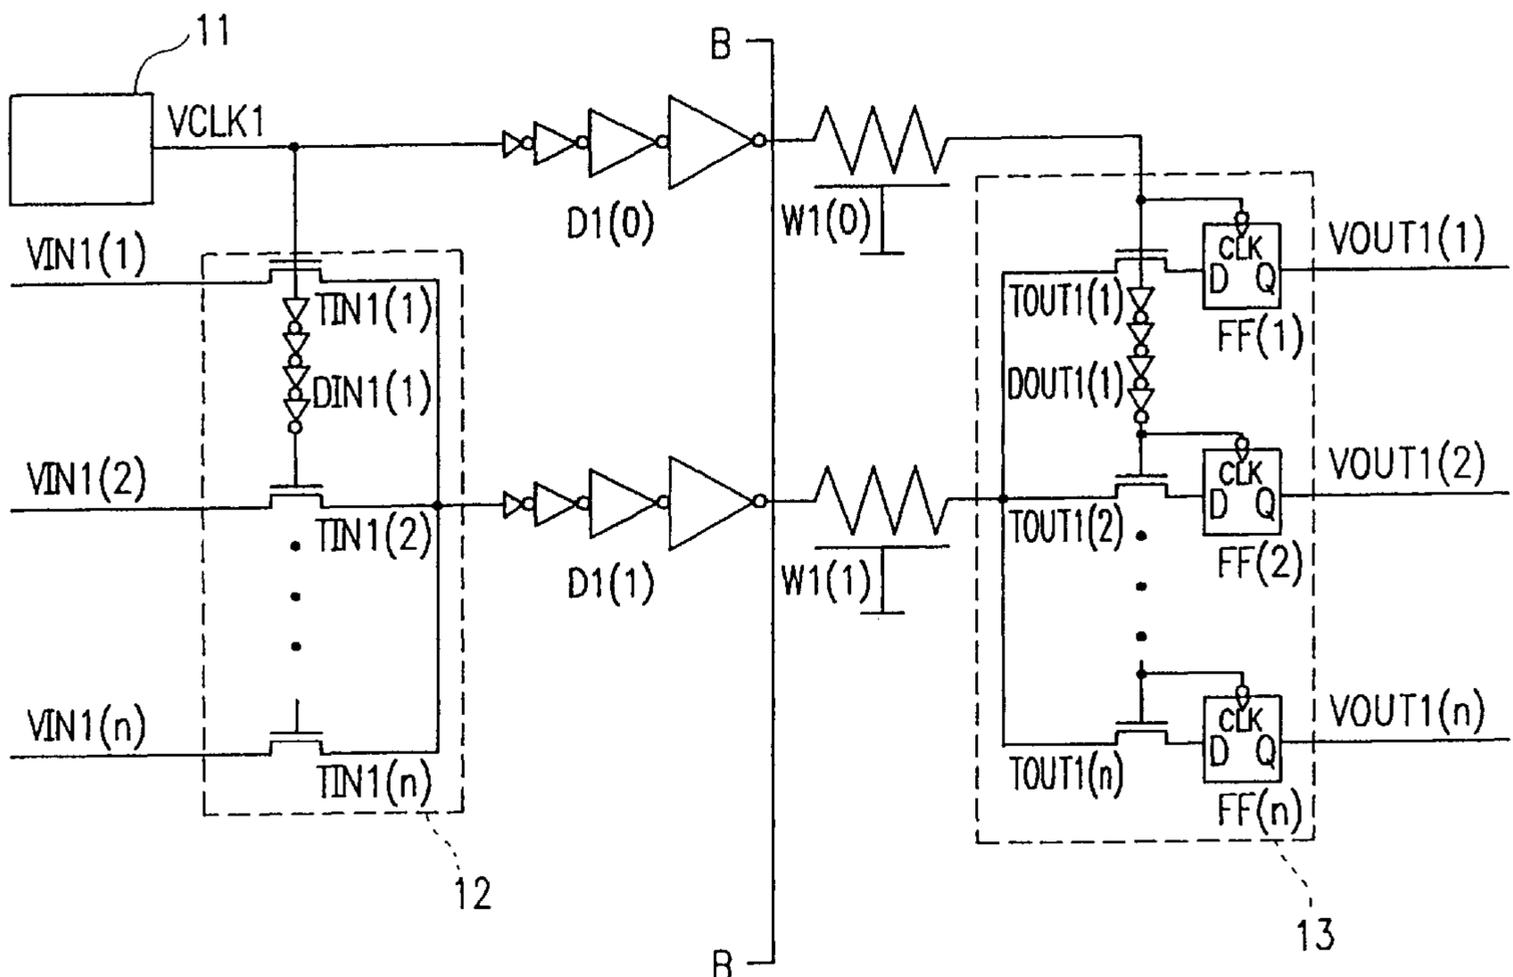 11
B
VCLK1
D1(0)
W1(0)
VIN1(1)
TIN1(1)
DIN1(1)
VIN1(2)
TIN1(2)
D1(1)
W1(1)
VIN1(n)
TIN1(n)
12
CLK
D Q
VOUT1(1)
TOUT1(1)
FF(1)
DOUT1(1)
CLK
D Q
VOUT1(2)
TOUT1(2)
FF(2)
CLK
D Q
VOUT1(n)
TOUT1(n)
FF(n)
13
B